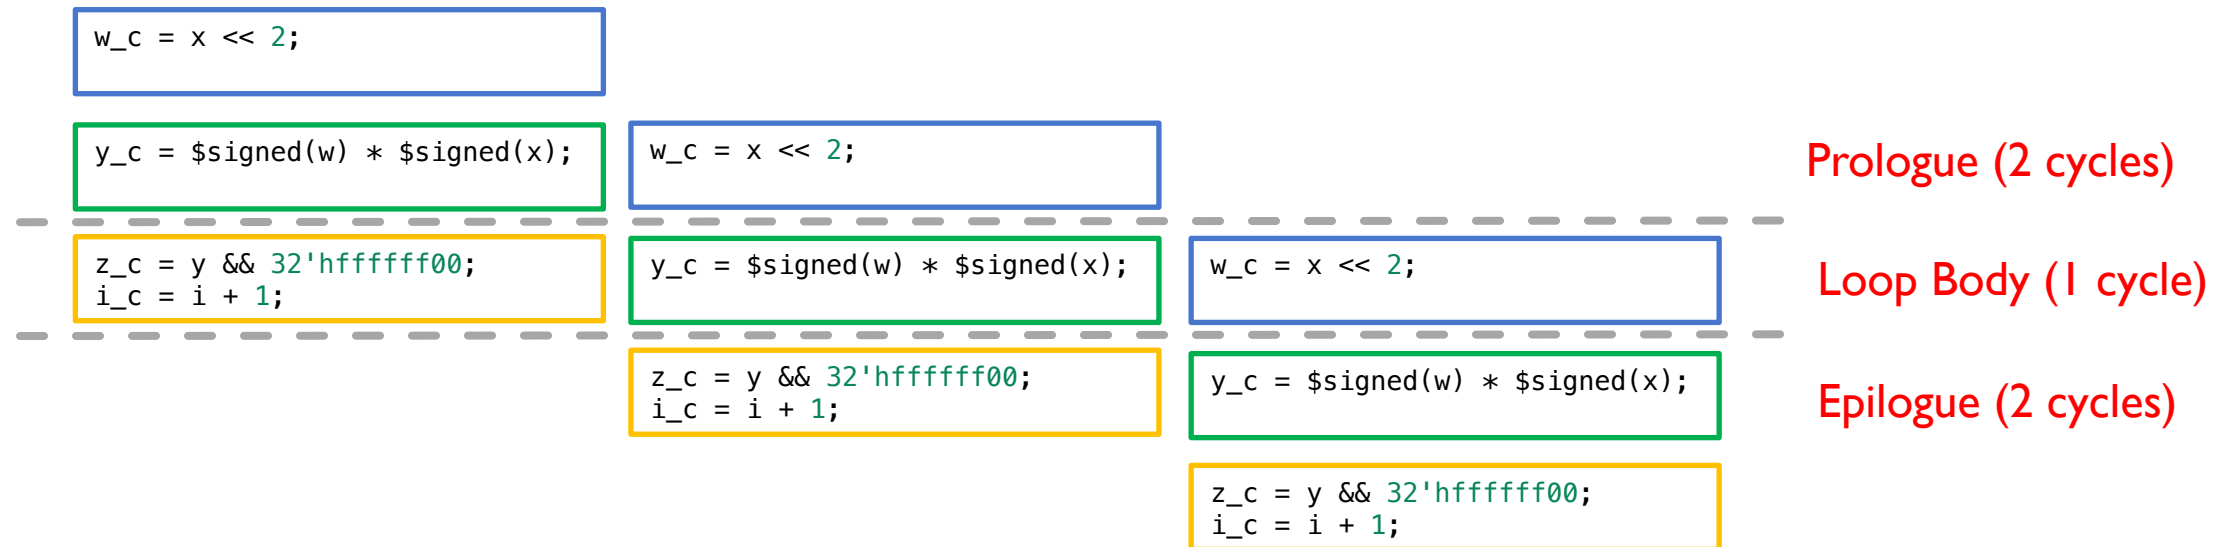 w_c = x << 2;
y_c = $signed(w) * $signed(x);
w_c = x << 2;
Prologue (2 cycles)
z_c = y && 32'hffffff00;
i_c = i + 1;
y_c = $signed(w) * $signed(x);
w_c = x << 2;
Loop Body (1 cycle)
z_c = y && 32'hffffff00;
i_c = i + 1;
y_c = $signed(w) * $signed(x);
Epilogue (2 cycles)
z_c = y && 32'hffffff00;
i_c = i + 1;